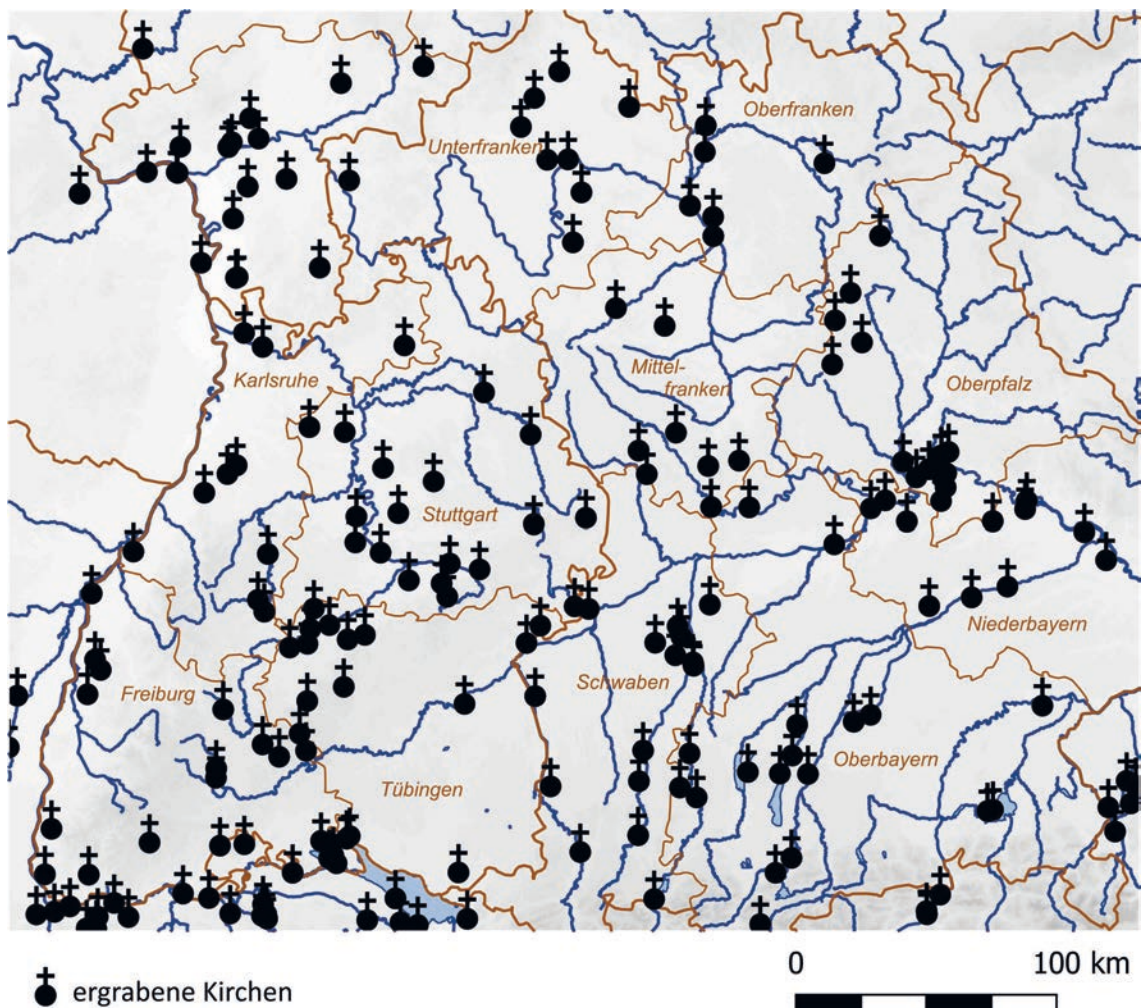 Oberfranken
Unterfranken
Mittel-
franken
Karlsruhe
Oberpfalz
Stuttgart
Niederbayern
Freiburg
Schwaben
Oberbayern
Tübingen
0 100 km
ergrabene Kirchen